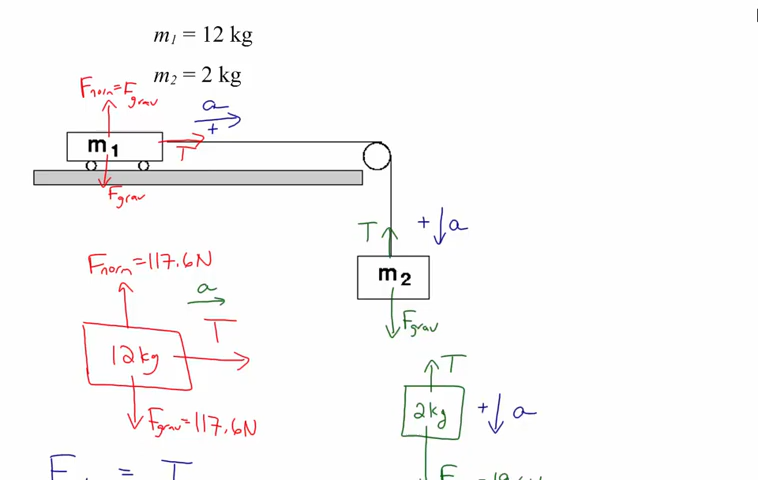 m₁ = 12 kg
m₂ = 2 kg
Fnorm=Fgrav
a
+
m₁
T
Fgrav
T
+ a
m₂
Fgrav
Fnorm=117.6N
a
T
12kg
Fgrav=117.6N
T
2kg
+ a
= T